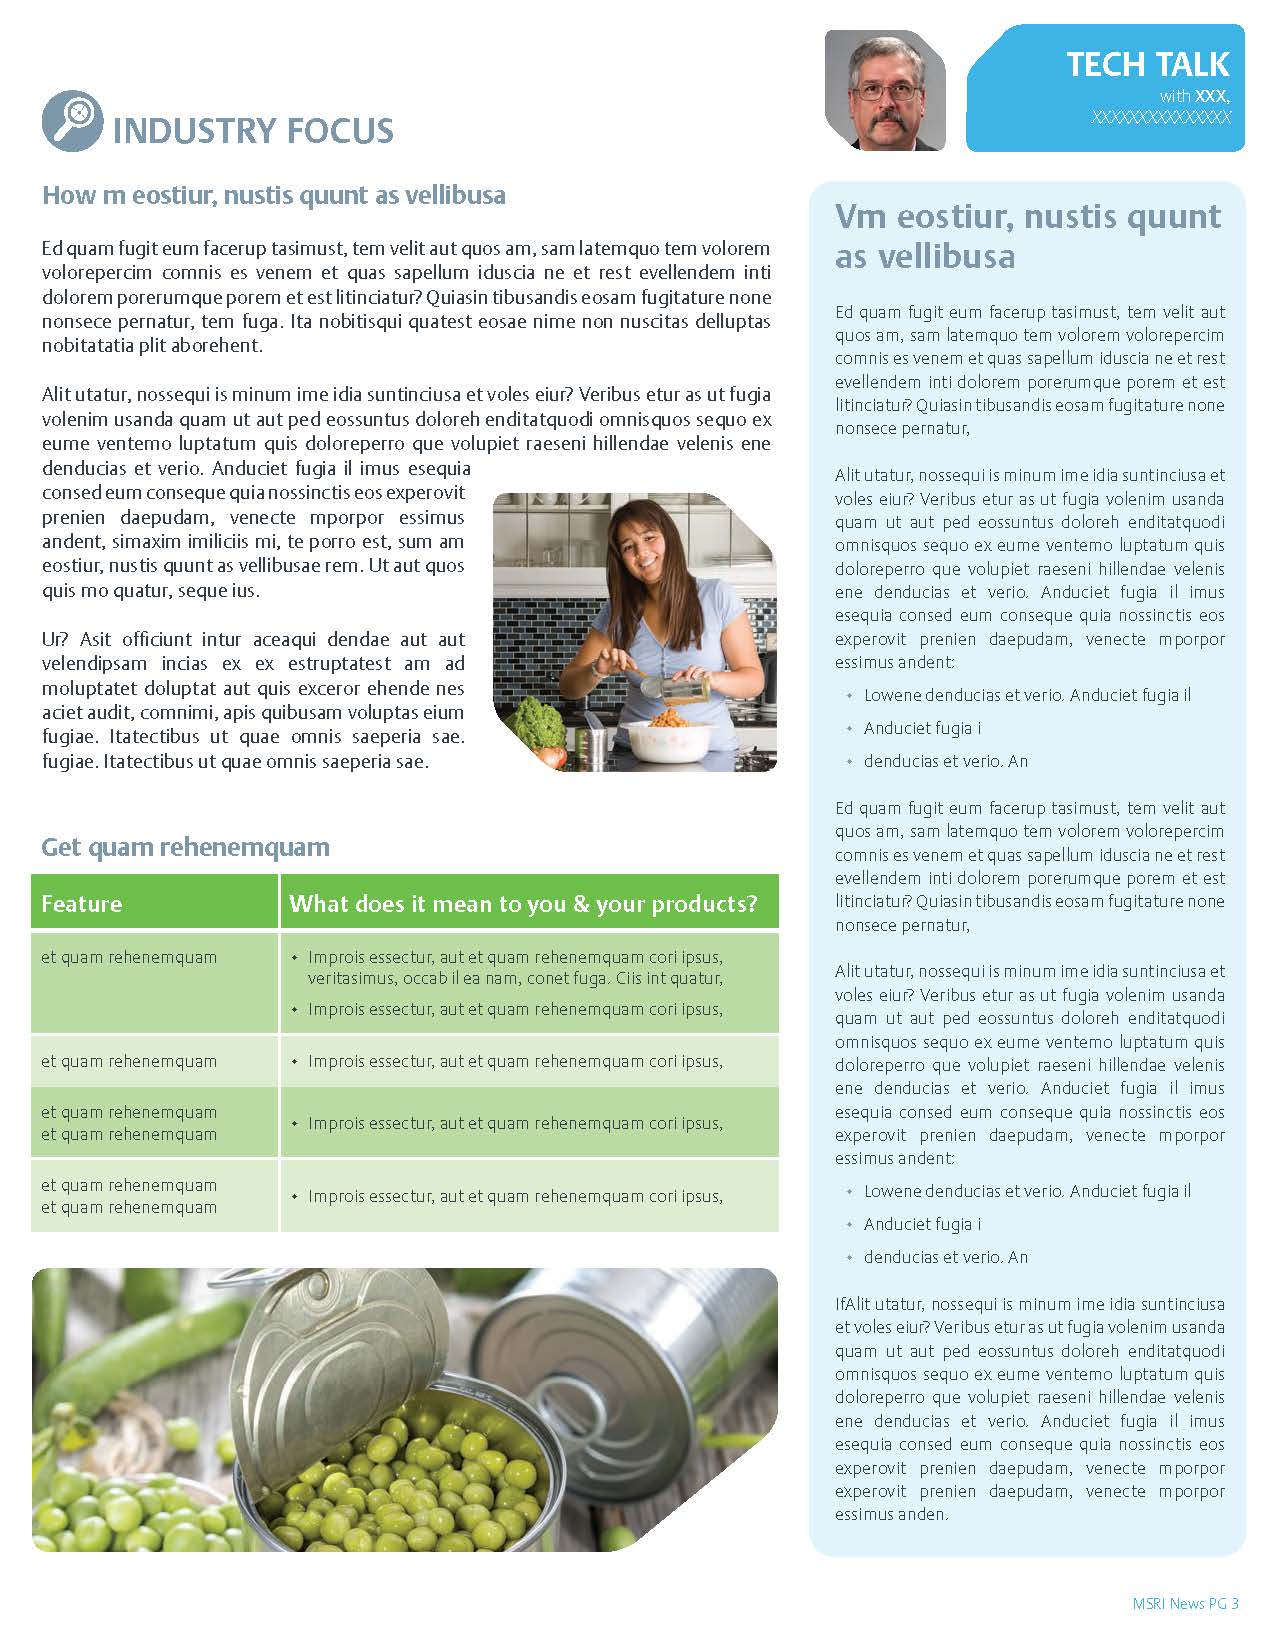 INDUSTRY FOCUS
How m eostiur, nustis quunt as vellibusa
Ed quam fugit eum facerup tasimust, tem velit aut quos am, sam latemquo tem volorem
volorepercim comnis es venem et quas sapellum iduscia ne et rest evellendem inti
dolorem porerumque porem et est litinciatur? Quiasin tibusandis eosam fugitature none
nonsece pernatur, tem fuga. Ita nobitisqui quatest eosae nime non nuscitas delluptas
nobitatatia plit aborehent.
Alit utatur, nossequi is minum ime idia suntinciusa et voles eiur? Veribus etur as ut fugia
volenim usanda quam ut aut ped eossuntus doloreh enditatquodi omnisquos sequo ex
eume ventemo luptatum quis doloreperro que volupiet raeseni hillendae velenis ene
denducias et verio. Anduciet fugia il imus esequia
consed eum conseque quia nossinctis eos experovit
prenien daepudam, venecte mporpor essimus
andent, simaxim imiliciis mi, te porro est, sum am
eostiur, nustis quunt as vellibusae rem. Ut aut quos
quis mo quatur, seque ius.
Ur? Asit officiunt intur aceaqui dendae aut aut
velendipsam incias ex ex estruptatest am ad
moluptatet doluptat aut quis exceror ehende nes
aciet audit, comnimi, apis quibusam voluptas eium
fugiae. Itatectibus ut quae omnis saeperia sae.
fugiae. Itatectibus ut quae omnis saeperia sae.
Get quam rehenemquam
Feature What does it mean to you & your products?
et quam rehenemquam • Improis essectur, aut et quam rehenemquam cori ipsus,
veritasimus, occab il ea nam, conet fuga. Ciis int quatur,
• Improis essectur, aut et quam rehenemquam cori ipsus,
et quam rehenemquam • Improis essectur, aut et quam rehenemquam cori ipsus,
et quam rehenemquam
et quam rehenemquam • Improis essectur, aut et quam rehenemquam cori ipsus,
et quam rehenemquam
et quam rehenemquam • Improis essectur, aut et quam rehenemquam cori ipsus,
TECH TALK
with XXX,
XXXXXXXXXXXXXXX
Vm eostiur, nustis quunt
as vellibusa
Ed quam fugit eum facerup tasimust, tem velit aut
quos am, sam latemquo tem volorem volorepercim
comnis es venem et quas sapellum iduscia ne et rest
evellendem inti dolorem porerumque porem et est
litinciatur? Quiasin tibusandis eosam fugitature none
nonsece pernatur,
Alit utatur, nossequi is minum ime idia suntinciusa et
voles eiur? Veribus etur as ut fugia volenim usanda
quam ut aut ped eossuntus doloreh enditatquodi
omnisquos sequo ex eume ventemo luptatum quis
doloreperro que volupiet raeseni hillendae velenis
ene denducias et verio. Anduciet fugia il imus
esequia consed eum conseque quia nossinctis eos
experovit prenien daepudam, venecte mporpor
essimus andent:
• Lowene denducias et verio. Anduciet fugia il
• Anduciet fugia i
• denducias et verio. An
Ed quam fugit eum facerup tasimust, tem velit aut
quos am, sam latemquo tem volorem volorepercim
comnis es venem et quas sapellum iduscia ne et rest
evellendem inti dolorem porerumque porem et est
litinciatur? Quiasin tibusandis eosam fugitature none
nonsece pernatur,
Alit utatur, nossequi is minum ime idia suntinciusa et
voles eiur? Veribus etur as ut fugia volenim usanda
quam ut aut ped eossuntus doloreh enditatquodi
omnisquos sequo ex eume ventemo luptatum quis
doloreperro que volupiet raeseni hillendae velenis
ene denducias et verio. Anduciet fugia il imus
esequia consed eum conseque quia nossinctis eos
experovit prenien daepudam, venecte mporpor
essimus andent:
• Lowene denducias et verio. Anduciet fugia il
• Anduciet fugia i
• denducias et verio. An
IfAlit utatur, nossequi is minum ime idia suntinciusa
et voles eiur? Veribus etur as ut fugia volenim usanda
quam ut aut ped eossuntus doloreh enditatquodi
omnisquos sequo ex eume ventemo luptatum quis
doloreperro que volupiet raeseni hillendae velenis
ene denducias et verio. Anduciet fugia il imus
esequia consed eum conseque quia nossinctis eos
experovit prenien daepudam, venecte mporpor
experovit prenien daepudam, venecte mporpor
essimus anden.
MSRI News PG 3